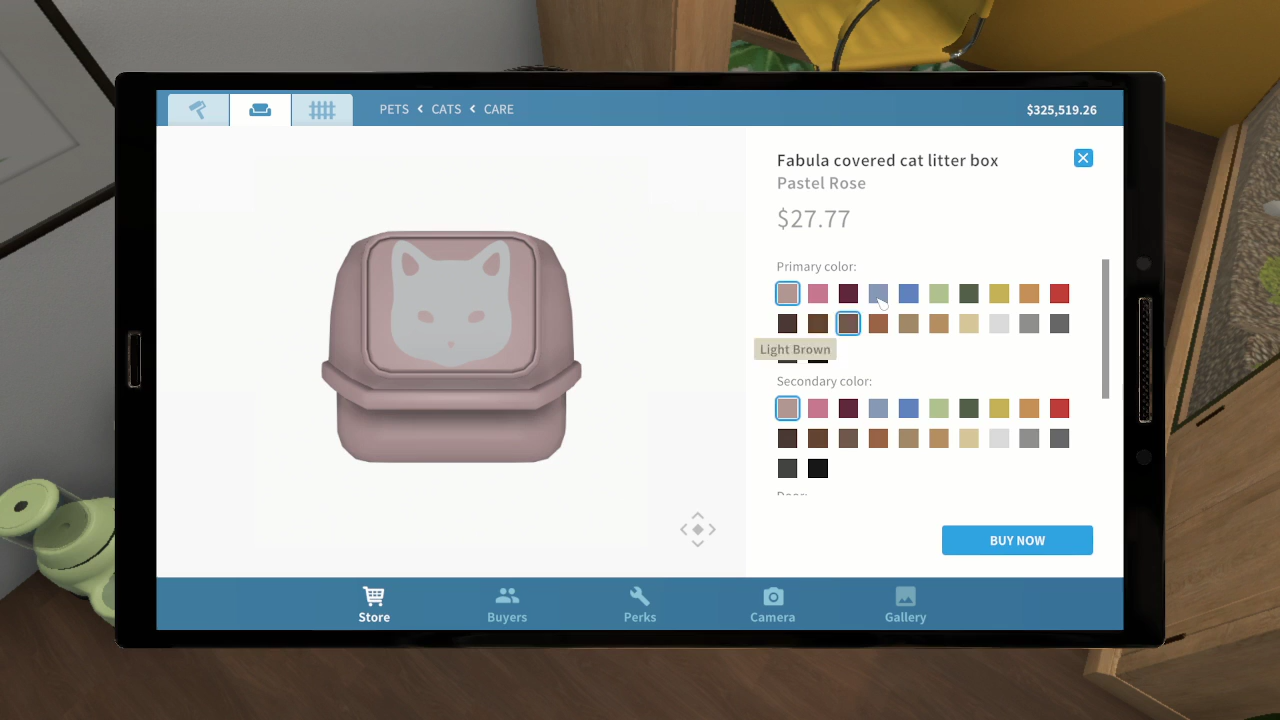 PETS < CATS < CARE
$325,519.26
Fabula covered cat litter box
Pastel Rose
$27.77
Primary color:
Light Brown
Secondary color:
BUY NOW
Store
Buyers
Perks
Camera
Gallery